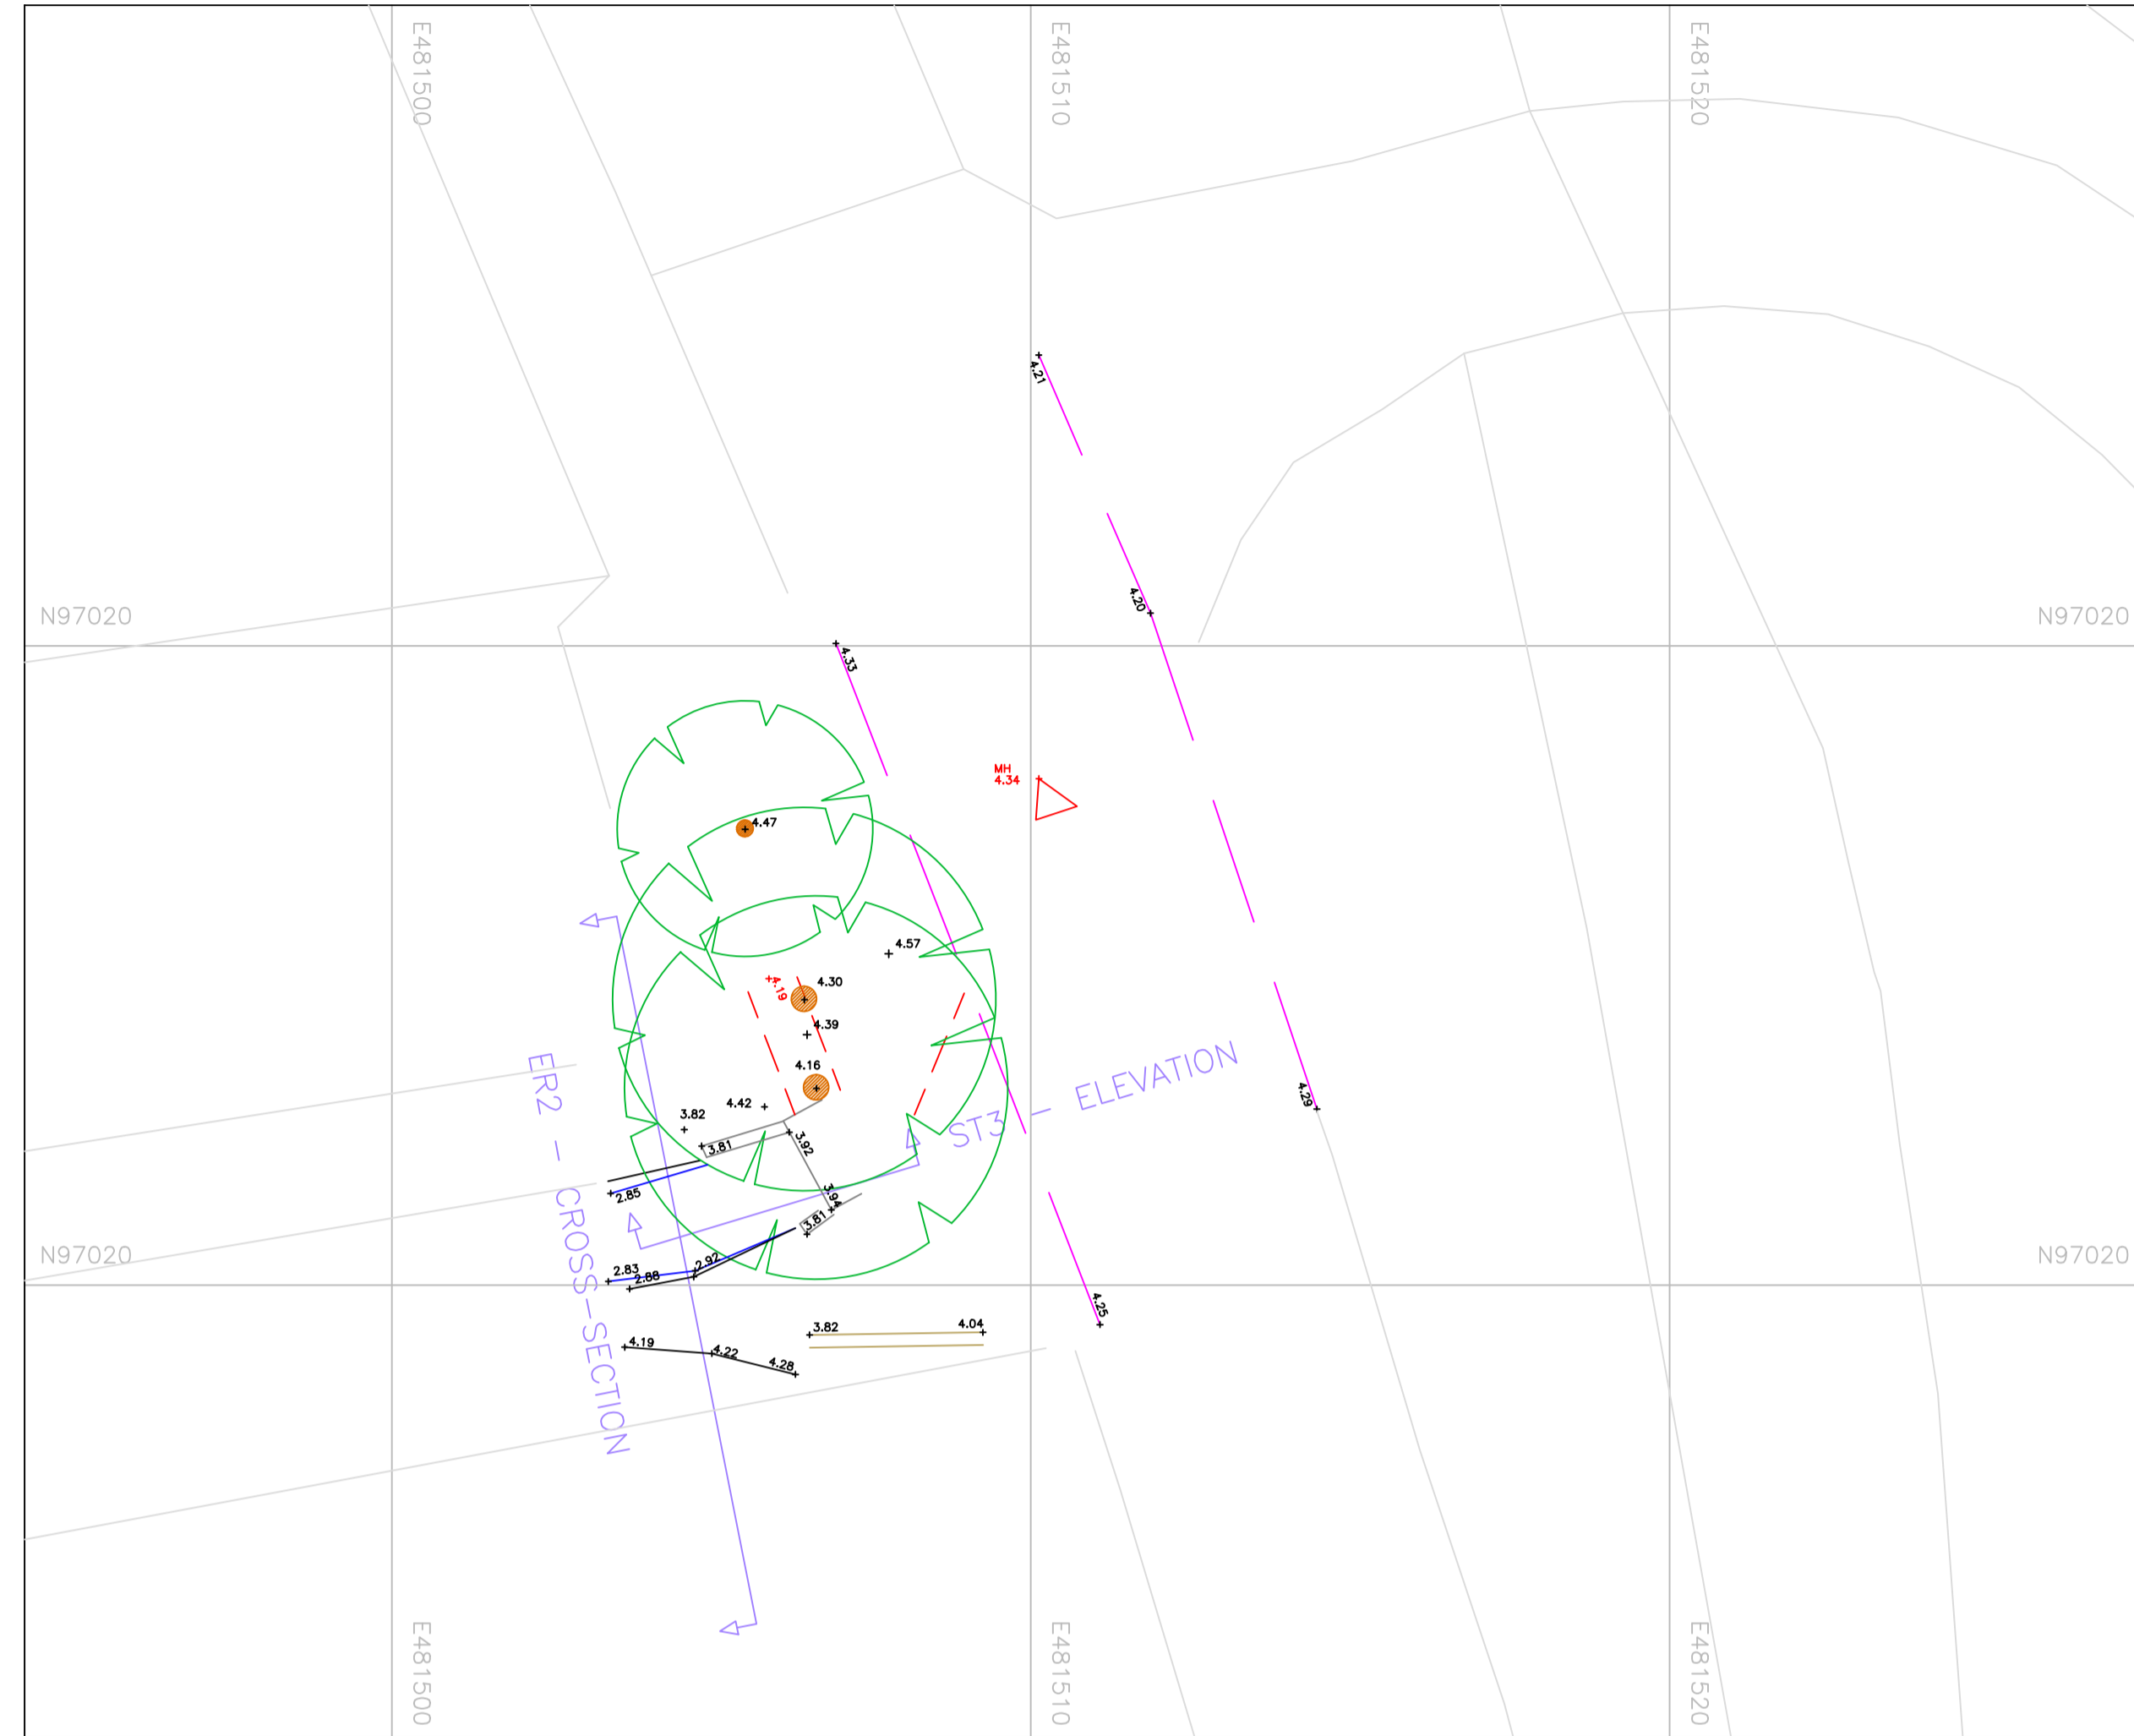 E481500
E481510
E481520
4.21
4.20
N97020
N97020
4.33
MH
4.34
4.47
4.57
4.19
4.30
4.39
4.16
4.42
3.82
3.81
3.92
4.29
ST3 - ELEVATION
ER2 - CROSS-SECTION
2.85
3.94
3.81
N97020
N97020
2.83
2.88
2.92
4.25
3.82
4.04
4.19
4.22
4.28
E481500
E481510
E481520